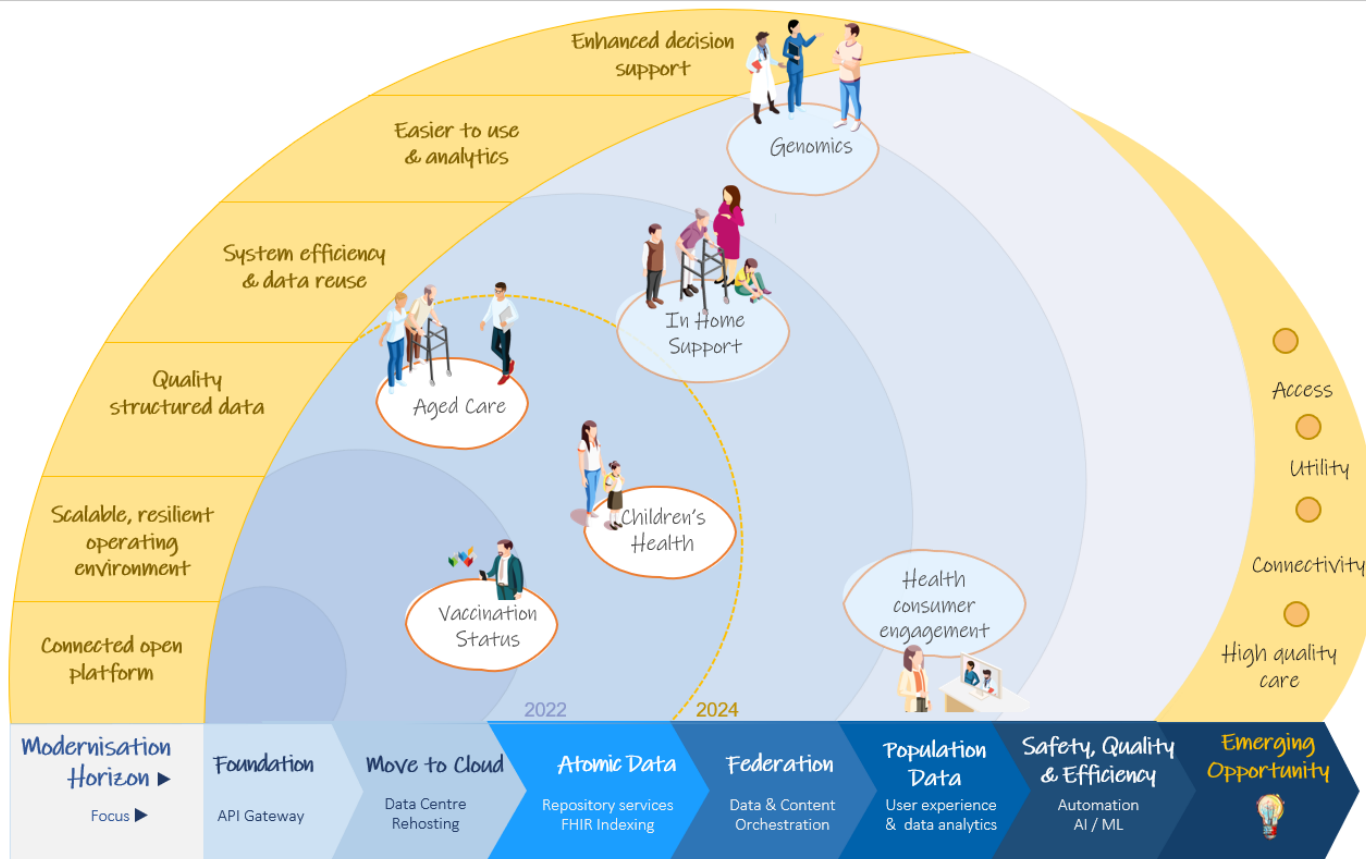 Enhanced decision
support
Easier to use
& analytics
Genomics
System efficiency
& data reuse
In Home
Support
Quality
structured data
Aged Care
Access
Utility
Scalable, resilient
operating
environment
Children's
Health
Connectivity
Vaccination
Status
Health
consumer
engagement
Connected open
platform
High quality
care
2022
2024
Modernisation
Horizon ►
Focus ►
Foundation
API Gateway
Move to Cloud
Data Centre
Rehosting
Atomic Data
Repository services
FHIR Indexing
Federation
Data & Content
Orchestration
Population
Data
User experience
& data analytics
Safety, Quality
& Efficiency
Automation
AI / ML
Emerging
Opportunity